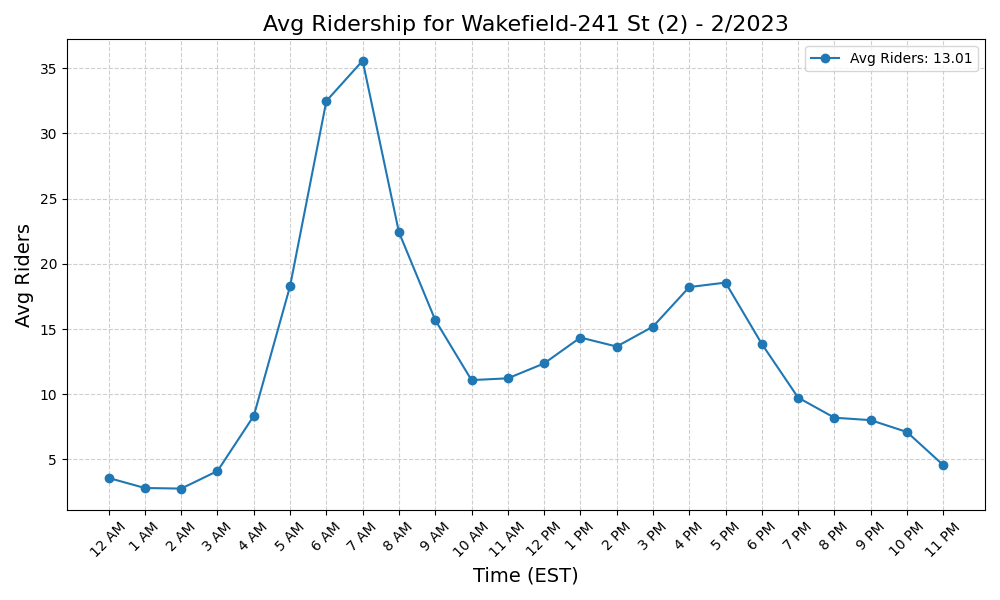 Avg Ridership for Wakefield-241 St (2) - 2/2023
Avg Riders: 13.01
Avg Riders
35
30
25
20
15
10
5
12 AM
1 AM
2 AM
3 AM
4 AM
5 AM
6 AM
7 AM
8 AM
9 AM
10 AM
11 AM
12 PM
1 PM
2 PM
3 PM
4 PM
5 PM
6 PM
7 PM
8 PM
9 PM
10 PM
11 PM
Time (EST)